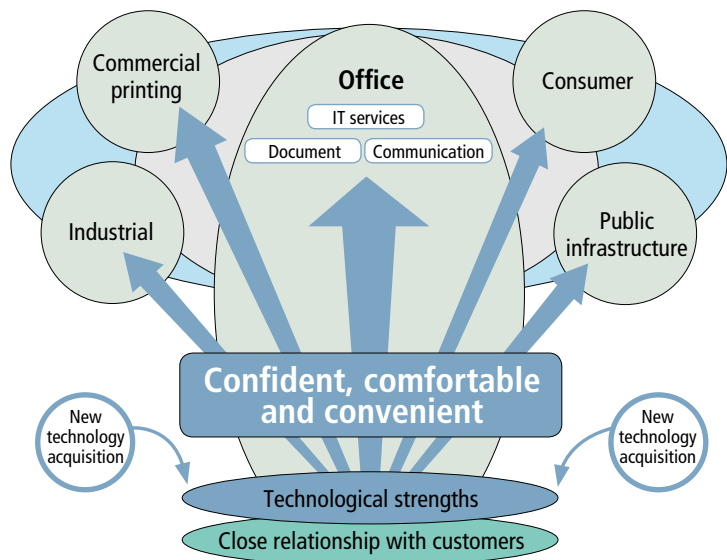 Commercial
printing
Office
Consumer
IT services
Document
Communication
Industrial
Public
infrastructure
Confident, comfortable
and convenient
New
technology
acquisition
New
technology
acquisition
Technological strengths
Close relationship with customers